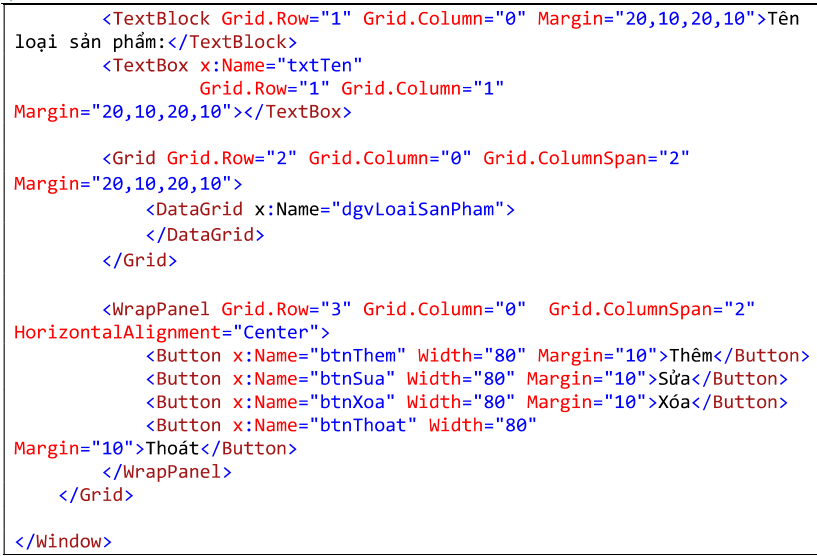 <TextBlock Grid.Row="1" Grid.Column="0" Margin="20,10,20,10">Tên
loại sản phẩm:</TextBlock>
<TextBox x:Name="txtTen"
Grid.Row="1" Grid.Column="1"
Margin="20,10,20,10"></TextBox>
<Grid Grid.Row="2" Grid.Column="0" Grid.ColumnSpan="2"
Margin="20,10,20,10">
<DataGrid x:Name="dgvLoaiSanPham">
</DataGrid>
</Grid>
<WrapPanel Grid.Row="3" Grid.Column="0"  Grid.ColumnSpan="2"
HorizontalAlignment="Center">
<Button x:Name="btnThem" Width="80" Margin="10">Thêm</Button>
<Button x:Name="btnSua" Width="80" Margin="10">Sửa</Button>
<Button x:Name="btnXoa" Width="80" Margin="10">Xóa</Button>
<Button x:Name="btnThoat" Width="80"
Margin="10">Thoát</Button>
</WrapPanel>
</Grid>
</Window>